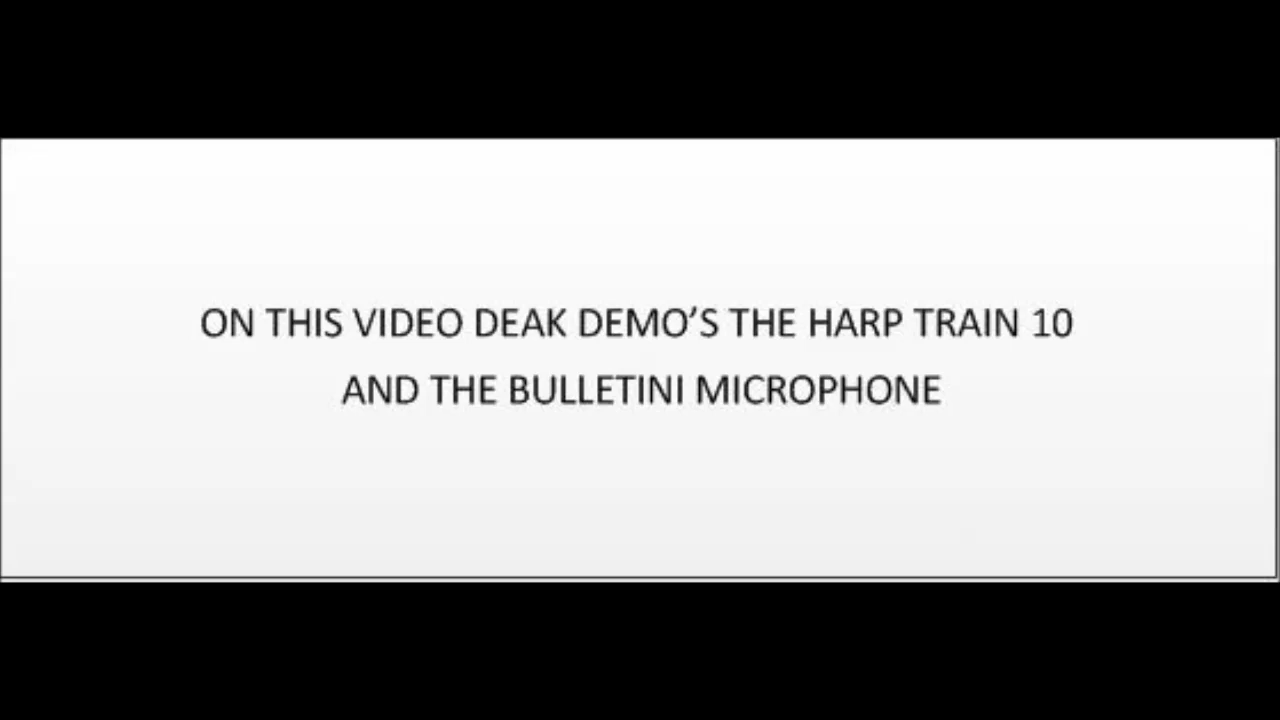 ON THIS VIDEO DEAK DEMO’S THE HARP TRAIN 10
AND THE BULLETINI MICROPHONE